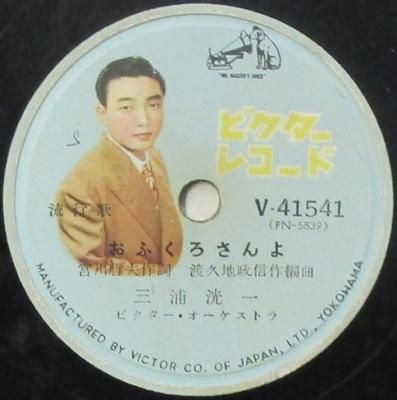 "HIS MASTER'S VOICE"
ビクター
レコード
流行歌
V-41541
(PN-5839)
おふくろさんよ
宮川哲夫作詞 渡久地政信作編曲
三浦洸一
ビクター・オーケストラ
MANUFACTURED BY VICTOR CO. OF JAPAN, LTD., YOKOHAMA